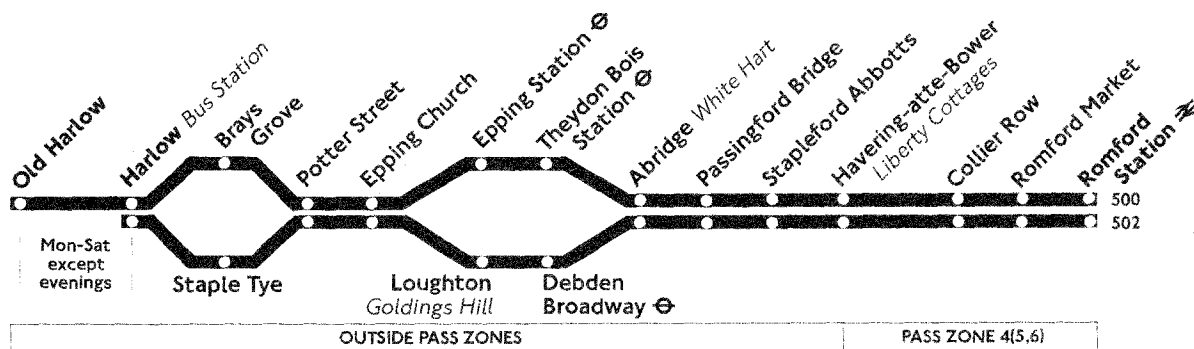 Old Harlow
Harlow Bus Station
Brays
Grove
Potter Street
Epping Church
Epping Station
Theydon Bois
Station
Abridge White Hart
Passingford Bridge
Stapleford Abbotts
Havering-atte-Bower
Liberty Cottages
Collier Row
Romford Market
Romford
Station
500
502
Mon-Sat
except
evenings
Staple Tye
Loughton
Goldings Hill
Debden
Broadway
OUTSIDE PASS ZONES
PASS ZONE 4(5,6)